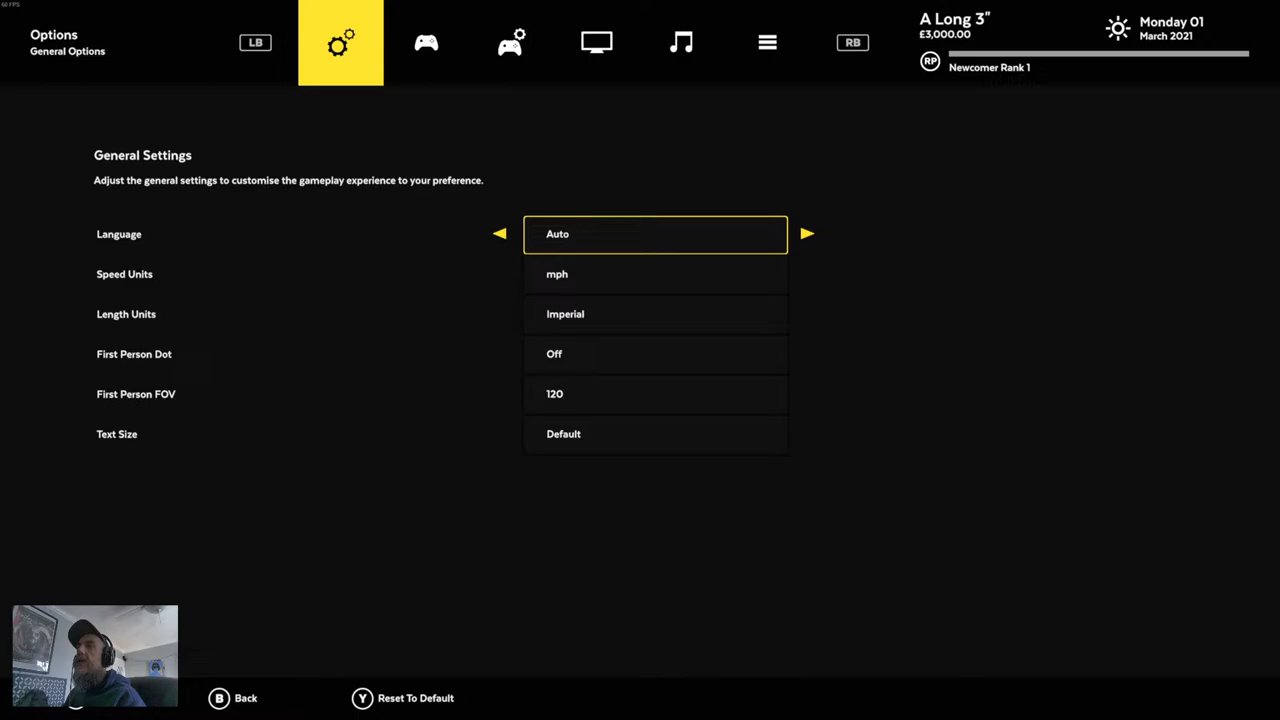 60 FPS
Options
General Options
LB
RB
A Long 3"
£3,000.00
RP
Newcomer Rank 1
Monday 01
March 2021
General Settings
Adjust the general settings to customise the gameplay experience to your preference.
Language
Auto
Speed Units
mph
Length Units
Imperial
First Person Dot
Off
First Person FOV
120
Text Size
Default
B Back
Y Reset To Default